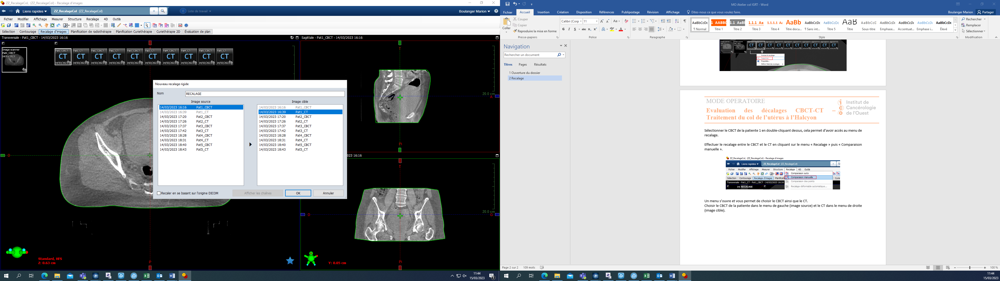 ZZ_RecalageCol, (ZZ_RecalageCol) - Recalage d'images
Liens rapides
ZZ_RecalageCol (ZZ_RecalageCol)
0 Liste de travail
Boulanger Marion
Fichier Modifier Affichage Mesurer Structure Recalage 4D Outils
Sélection Contourage Recalage d'images Planification de radiothérapie Planification Curiethérapie Curiethérapie 2D Évaluation de plan
Transversale - Pat1_CBCT - 14/03/2023 16:16
Sagittale - Pat1_CBCT - 14/03/2023 16:16
Image scanner
Pat1_CBCT
14/03/2023
Pat1_CBCT Pat1_CT Pat2_CBCT Pat2_CT Pat3_CBCT Pat3_CT Pat4_CBCT Pat4_CT Pat5_CBCT Pat5_CT
CT CT CT CT CT CT CT CT CT CT
14/03/2023 14/03/2023 14/03/2023 14/03/2023 14/03/2023 14/03/2023 14/03/2023 14/03/2023 14/03/2023 14/03/2023
Nouveau recalage rigide
Nom RECALAGE
Image source Image cible
14/03/2023 16:16 Pat1_CBCT
14/03/2023 16:39 Pat1_CT
14/03/2023 17:20 Pat2_CBCT
14/03/2023 17:26 Pat2_CT
14/03/2023 17:37 Pat3_CBCT
14/03/2023 17:42 Pat3_CT
14/03/2023 18:28 Pat4_CBCT
14/03/2023 18:31 Pat4_CT
14/03/2023 18:40 Pat5_CBCT
14/03/2023 18:43 Pat5_CT
14/03/2023 16:16 Pat1_CBCT
14/03/2023 16:39 Pat1_CT
14/03/2023 17:20 Pat2_CBCT
14/03/2023 17:26 Pat2_CT
14/03/2023 17:37 Pat3_CBCT
14/03/2023 17:42 Pat3_CT
14/03/2023 18:28 Pat4_CBCT
14/03/2023 18:31 Pat4_CT
14/03/2023 18:40 Pat5_CBCT
14/03/2023 18:43 Pat5_CT
Recaler en se basant sur l'origine DICOM
Afficher les chaînes OK Annuler
D
P
Standard, HFS
Z: 0.63 cm
20.0 cm
A
Pi
023 16:16
T
D
G
20.0 cm
Pi
Y: 0.05 cm
11:44
15/03/2023
MO Atelier col IGRT - Word
Fichier Accueil Insertion Création Disposition Références Publipostage Révision Affichage Dites-nous ce que vous voulez faire.
Boulanger Marion Partager
Coller
Couper
Copier
Reproduire la mise en forme
Presse-papiers
Calibri (Corp 11
G I S abc x₂ x²
Police
Paragraphe
¶ Normal Titre 1 Titre 2 Titre 3 Titre 4 Titre docu... ¶ Sans int... Titre 5 Titre Sous-titre Emphase... Accentuat... Emphase i... Élevé
Style
Rechercher
Remplacer
Sélectionner
Modification
Navigation
Rechercher un document
Titres Pages Résultats
1 Ouverture du dossier
2 Recalage
Inverser le recalage
Supprimer
Propriétés...
Définir l'état des recalages
MODE OPERATOIRE
Evaluation des décalages CBCT-CT –
Traitement du col de l'utérus à l'Halcyon
Institut de
Cancérologie
de l'Ouest
Sélectionner le CBCT de la patiente 1 en double-cliquant dessus, cela permet d'avoir accès au menu de
recalage.
Effectuer le recalage entre le CBCT et le CT en cliquant sur le menu « Recalage » puis « Comparaison
manuelle ».
ZZ_RecalageCol, (ZZ_RecalageCol) - Recalage d'images
Liens rapides ZZ_RecalageCol (ZZ_RecalageCol)
Fichier Modifier Affichage Mesurer Structure Recalage 4D Outils
Comparaison auto
Comparaison manuelle
Comparaison des points
Recalage déformable automatique...
Sélection Contourage Recalage d'images
Transversale - Pat1_CT - Pat1_CBCT - 14/03/2023 16:16
RECALAGE
Un menu s'ouvre et vous permet de choisir le CBCT ainsi que le CT.
Choisir le CBCT de la patiente dans le menu de gauche (image source) et le CT dans le menu de droite
(image cible).
Page 2 sur 2 109 mots
100 %
11:44
15/03/2023